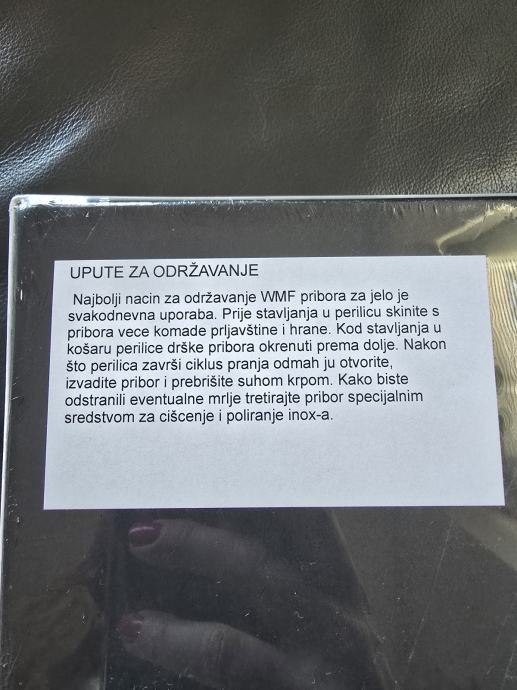 UPUTE ZA ODRŽAVANJE
Najbolji nacin za održavanje WMF pribora za jelo je
svakodnevna uporaba. Prije stavljanja u perilicu skinite s
pribora vece komade prljavštine i hrane. Kod stavljanja u
košaru perilice drške pribora okrenuti prema dolje. Nakon
što perilica završi ciklus pranja odmah ju otvorite,
izvadite pribor i prebrišite suhom krpom. Kako biste
odstranili eventualne mrlje tretirajte pribor specijalnim
sredstvom za cišcenje i poliranje inox-a.